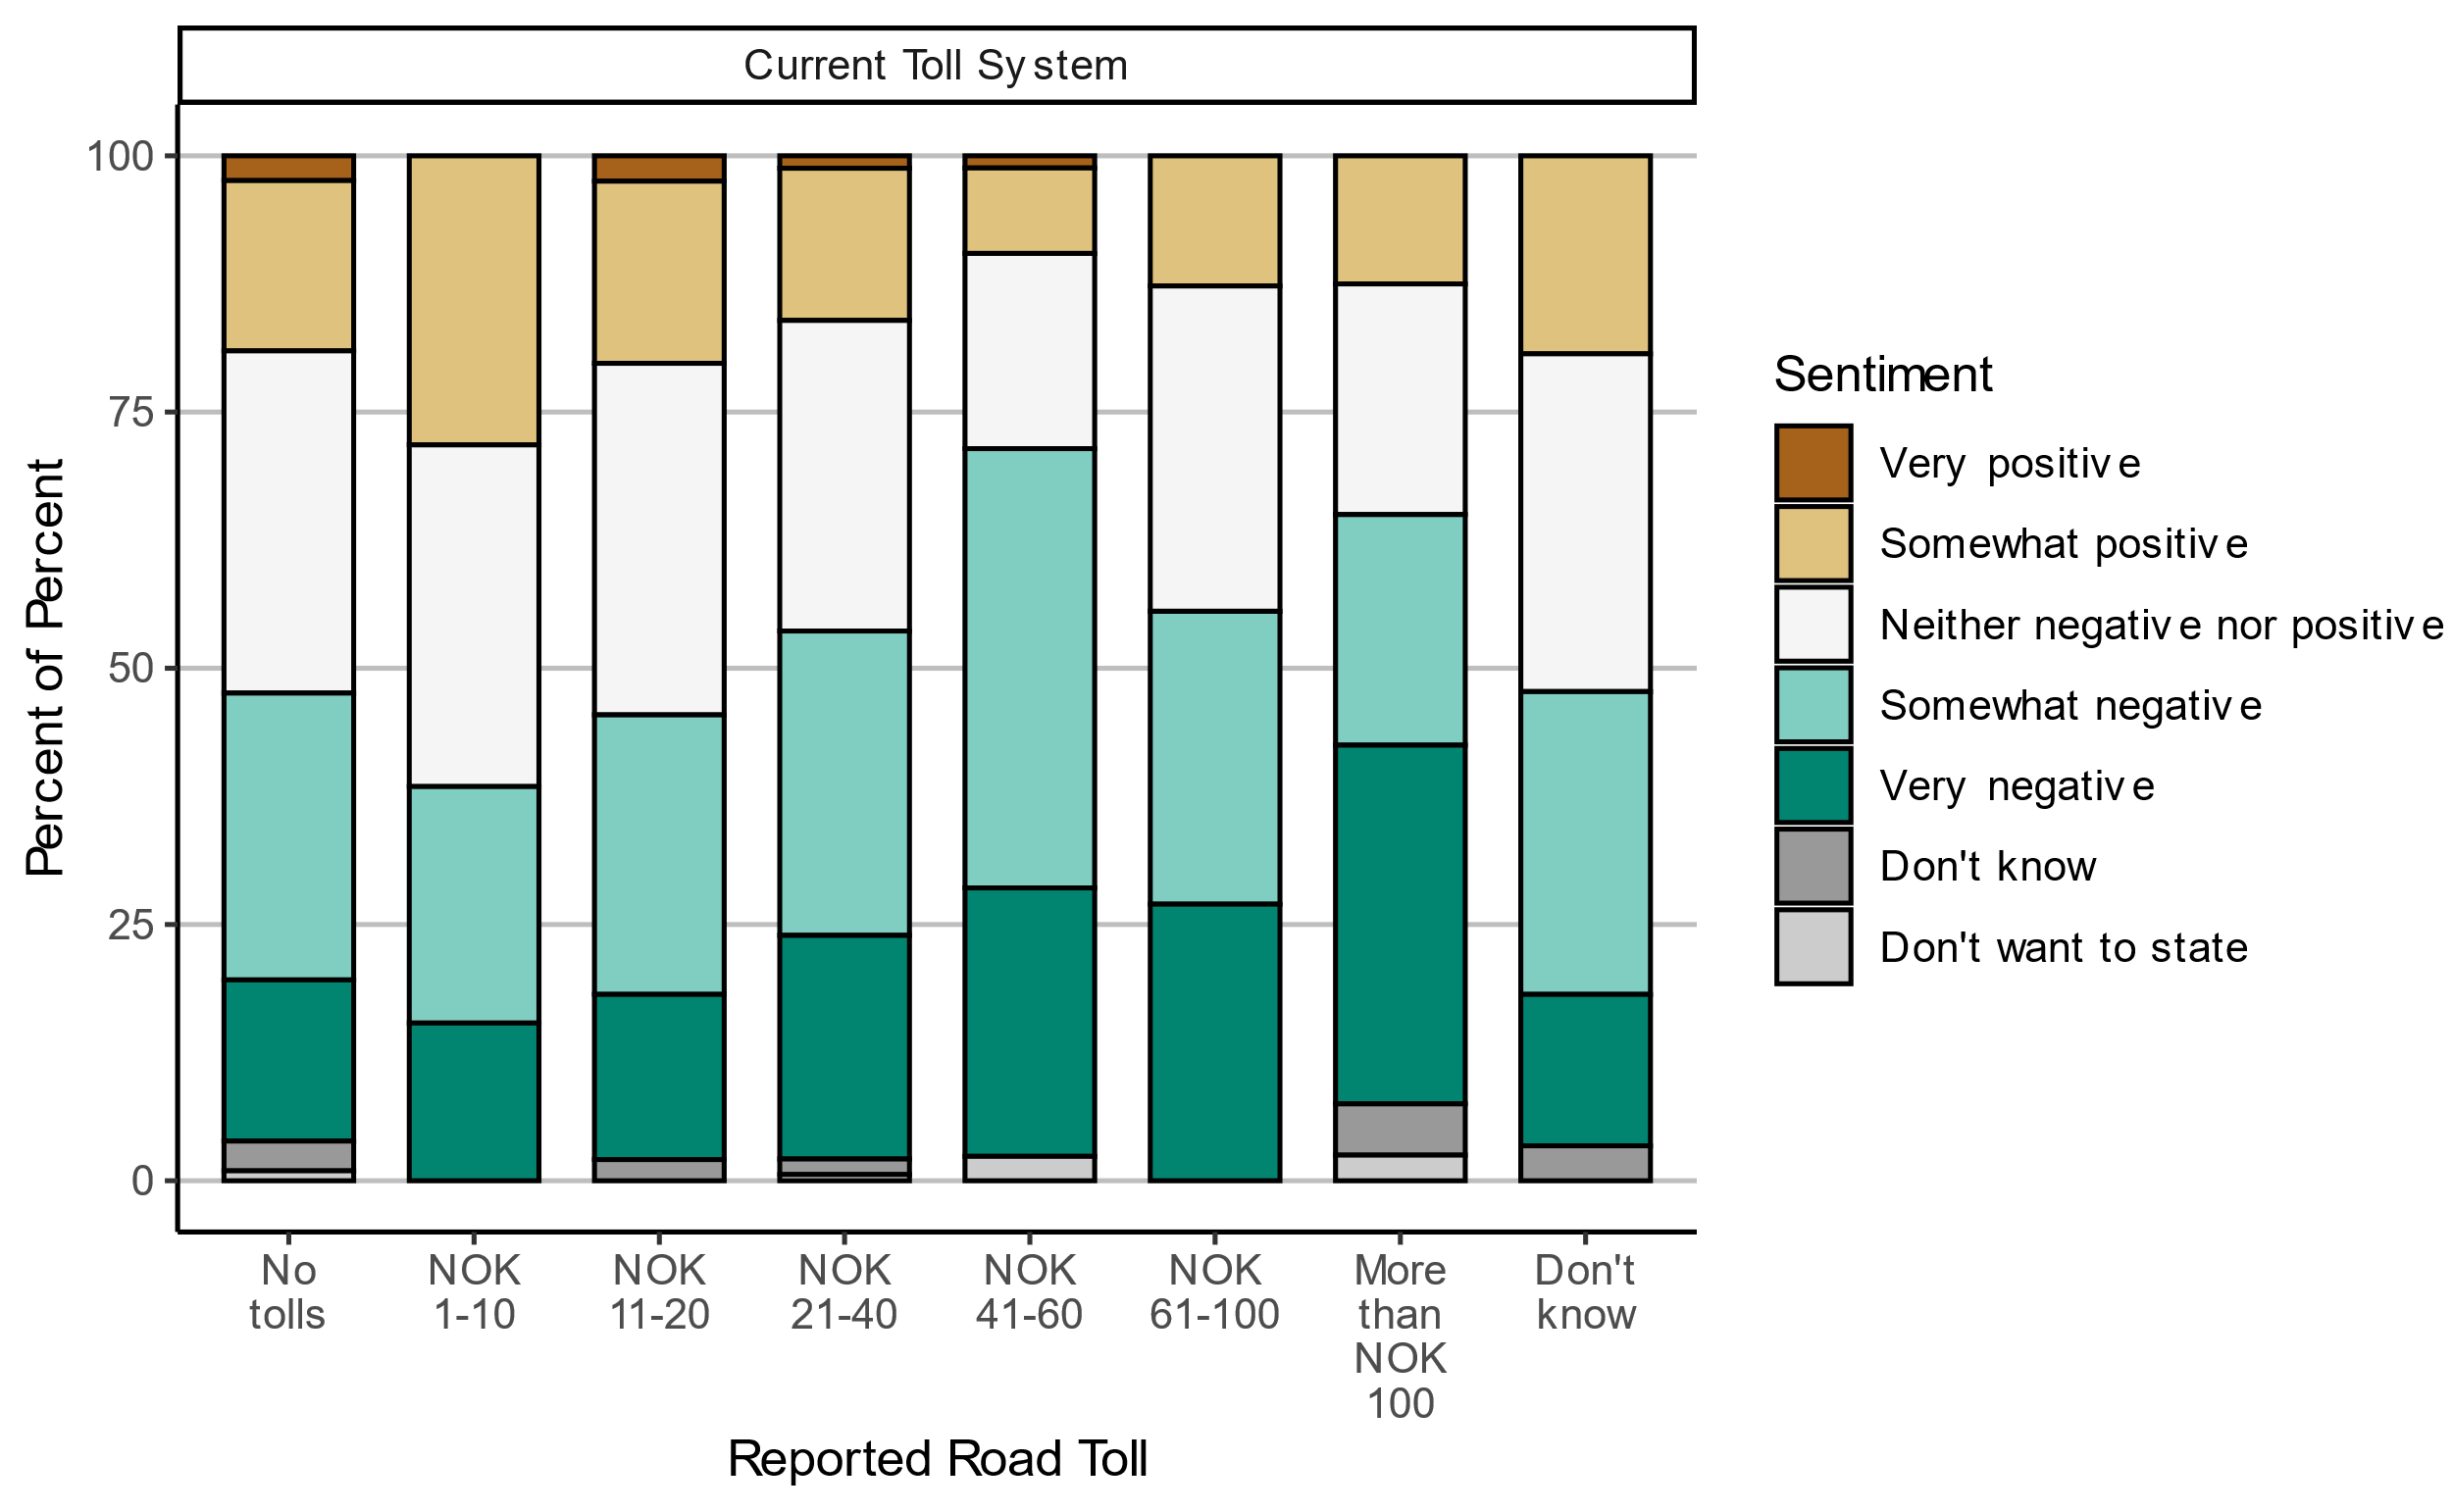 Current Toll System
100
75
50
25
0
Percent of Percent
No
tolls
NOK
1-10
NOK
11-20
NOK
21-40
NOK
41-60
NOK
61-100
More
than
NOK
100
Don't
know
Reported Road Toll
Sentiment
Very positive
Somewhat positive
Neither negative nor positive
Somewhat negative
Very negative
Don't know
Don't want to state